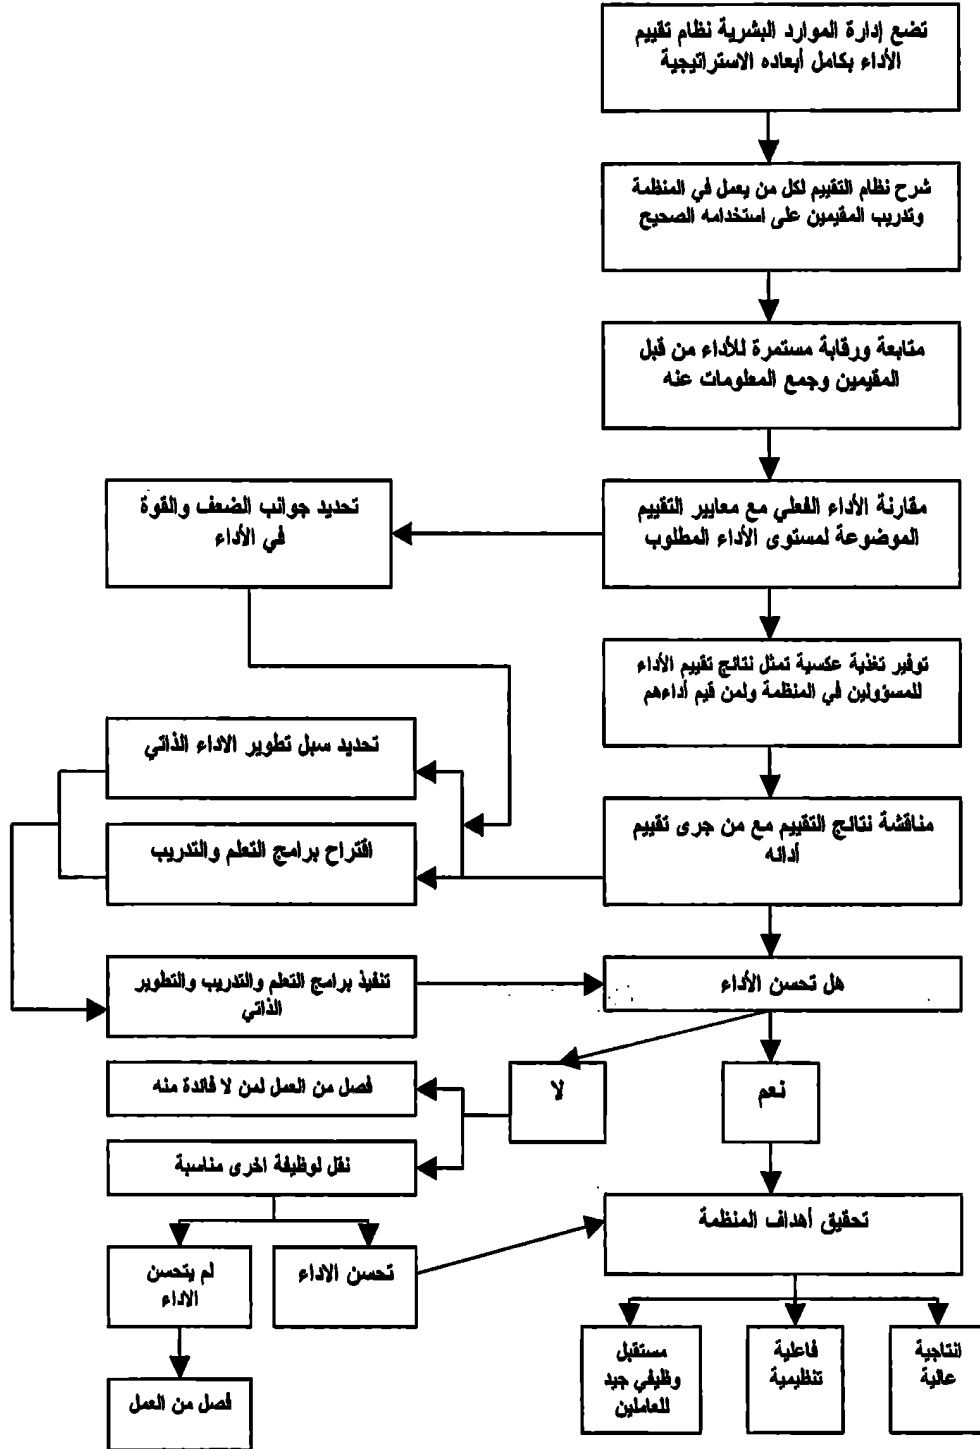 تضع إدارة الموارد البشرية نظام تقييم
الأداء بكامل أبعاده الاستراتيجية
شرح نظام التقييم لكل من يعمل في المنظمة
وتدريب المقيمين على استخدامه الصحيح
متابعة ورقابة مستمرة للأداء من قبل
المقيمين وجمع المعلومات عنه
مقارنة الأداء الفعلي مع معايير التقييم
الموضوعة لمستوى الأداء المطلوب
تحديد جوانب الضعف والقوة
في الأداء
توفير تغذية عكسية تمثل نتائج تقييم الأداء
للمسؤولين في المنظمة ولمن قيم أداءهم
تحديد سبل تطوير الاداء الذاتي
مناقشة نتائج التقييم مع من جرى تقييم
أدائه
اقتراح برامج التعلم والتدريب
هل تحسن الأداء
تنفيذ برامج التعلم والتدريب والتطوير
الذاتي
نعم
لا
فصل من العمل لمن لا فائدة منه
نقل لوظيفة اخرى مناسبة
تحقيق أهداف المنظمة
تحسن الاداء
لم يتحسن
الاداء
انتاجية
عالية
فاعلية
تنظيمية
مستقبل
وظيفي جيد
للعاملين
فصل من العمل